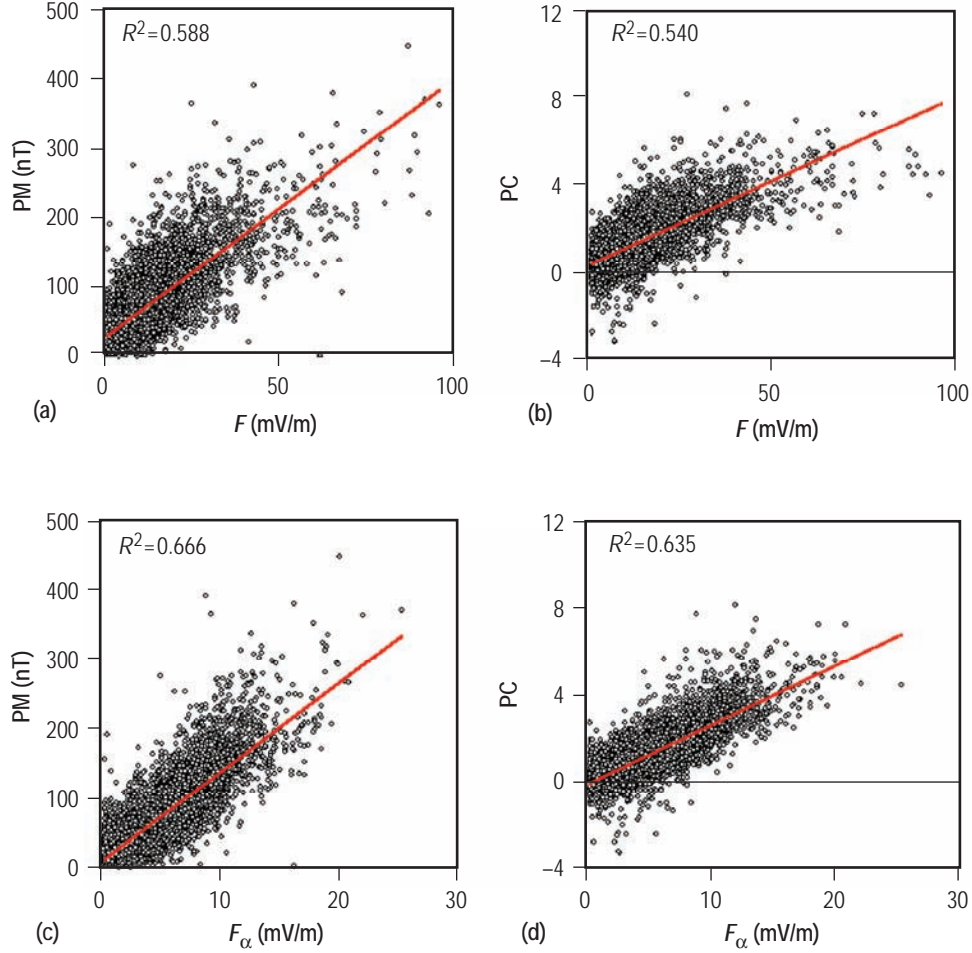 R²=0.588
PM (nT)
500
400
300
200
100
0
0 50 100
F (mV/m)
(a)
R²=0.540
PC
12
8
4
0
−4
0 50 100
F (mV/m)
(b)
R²=0.666
PM (nT)
500
400
300
200
100
0
0 10 20 30
Fα (mV/m)
(c)
R²=0.635
PC
12
8
4
0
−4
0 10 20 30
Fα (mV/m)
(d)